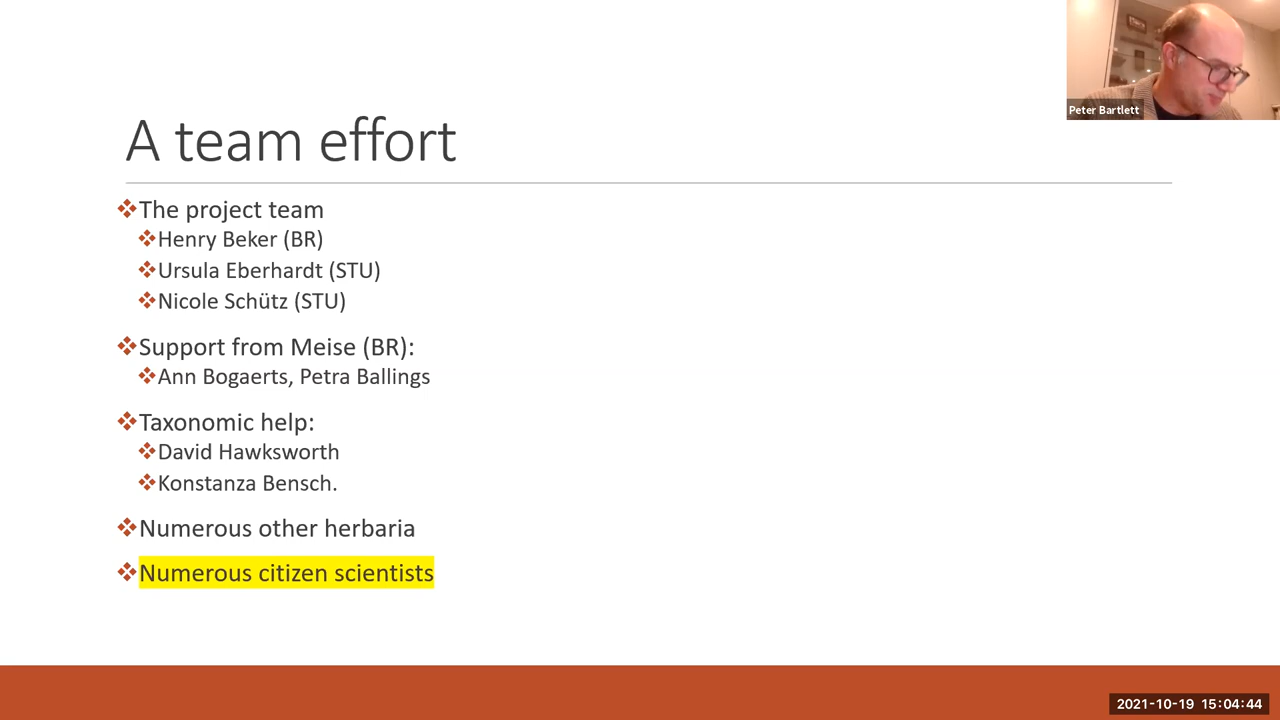 Peter Bartlett
A team effort
The project team
Henry Beker (BR)
Ursula Eberhardt (STU)
Nicole Schütz (STU)
Support from Meise (BR):
Ann Bogaerts, Petra Ballings
Taxonomic help:
David Hawksworth
Konstanza Bensch.
Numerous other herbaria
Numerous citizen scientists
2021-10-19 15:04:44